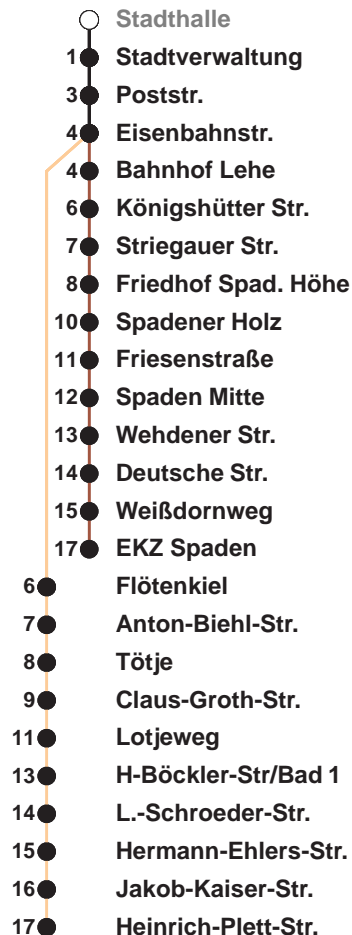 Stadthalle
1 Stadtverwaltung
3 Poststr.
4 Eisenbahnstr.
4 Bahnhof Lehe
6 Königshütter Str.
7 Striegauer Str.
8 Friedhof Spad. Höhe
10 Spadener Holz
11 Friesenstraße
12 Spaden Mitte
13 Wehdener Str.
14 Deutsche Str.
15 Weißdornweg
17 EKZ Spaden
6 Flötenkiel
7 Anton-Biehl-Str.
8 Tötje
9 Claus-Groth-Str.
11 Lotjeweg
13 H-Böckler-Str/Bad 1
14 L.-Schroeder-Str.
15 Hermann-Ehlers-Str.
16 Jakob-Kaiser-Str.
17 Heinrich-Plett-Str.